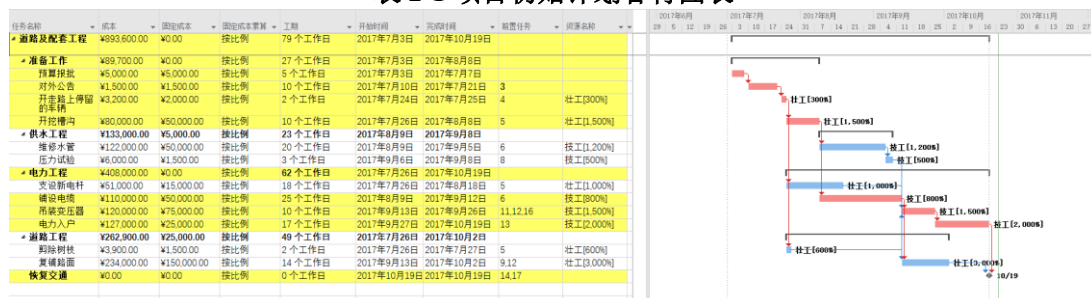 任务名称 成本 固定成本 固定成本累算 工期 开始时间 完成时间 前置任务 资源名称
2017年6月 2017年7月 2017年8月 2017年9月 2017年10月 2017年11月
道路及配套工程 ¥893,600.00 ¥0.00 按比例 79 个工作日 2017年7月3日 2017年10月19日
准备工作 ¥89,700.00 ¥0.00 按比例 27 个工作日 2017年7月3日 2017年8月8日
预算报批 ¥5,000.00 ¥5,000.00 按比例 5 个工作日 2017年7月3日 2017年7月7日
对外公告 ¥1,500.00 ¥1,500.00 按比例 10 个工作日 2017年7月10日 2017年7月21日 3
开走路上停留的车辆 ¥3,200.00 ¥2,000.00 按比例 2 个工作日 2017年7月24日 2017年7月25日 4 壮工[300%] 壮工[300%]
开挖槽沟 ¥80,000.00 ¥50,000.00 按比例 10 个工作日 2017年7月26日 2017年8月8日 5 壮工[1,500%] 壮工[1,500%]
供水工程 ¥133,000.00 ¥5,000.00 按比例 23 个工作日 2017年8月9日 2017年9月8日
维修水管 ¥122,000.00 ¥50,000.00 按比例 20 个工作日 2017年8月9日 2017年9月5日 6 技工[1,200%] 技工[1,200%]
压力试验 ¥6,000.00 ¥1,500.00 按比例 3 个工作日 2017年9月6日 2017年9月8日 8 技工[500%] 技工[500%]
电力工程 ¥408,000.00 ¥0.00 按比例 62 个工作日 2017年7月26日 2017年10月19日
支设新电杆 ¥51,000.00 ¥15,000.00 按比例 18 个工作日 2017年7月26日 2017年8月18日 5 壮工[1,000%] 壮工[1,000%]
铺设电缆 ¥110,000.00 ¥50,000.00 按比例 25 个工作日 2017年8月9日 2017年9月12日 6 技工[800%] 技工[800%]
吊装变压器 ¥120,000.00 ¥75,000.00 按比例 10 个工作日 2017年9月13日 2017年9月26日 11,12,16 技工[1,500%] 技工[1,500%]
电力入户 ¥127,000.00 ¥25,000.00 按比例 17 个工作日 2017年9月27日 2017年10月19日 13 技工[2,000%] 技工[2,000%]
道路工程 ¥262,900.00 ¥25,000.00 按比例 49 个工作日 2017年7月26日 2017年10月2日
剪除树枝 ¥3,900.00 ¥1,500.00 按比例 2 个工作日 2017年7月26日 2017年7月27日 5 壮工[600%] 壮工[600%]
复铺路面 ¥234,000.00 ¥150,000.00 按比例 14 个工作日 2017年9月13日 2017年10月2日 9,12 壮工[3,000%] 壮工[3,000%]
恢复交通 ¥0.00 ¥0.00 按比例 0 个工作日 2017年10月19日 2017年10月19日 14,17 10/19